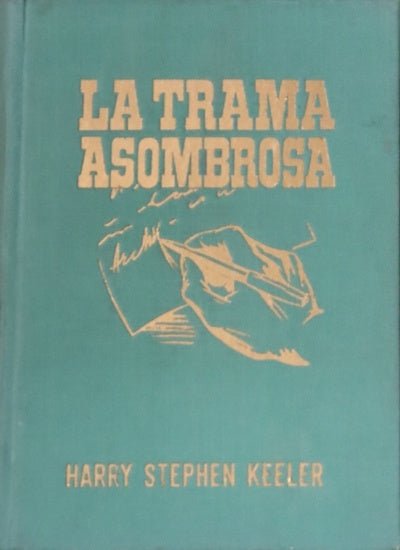 LA TRAMA
ASOMBROSA
HARRY STEPHEN KEELER